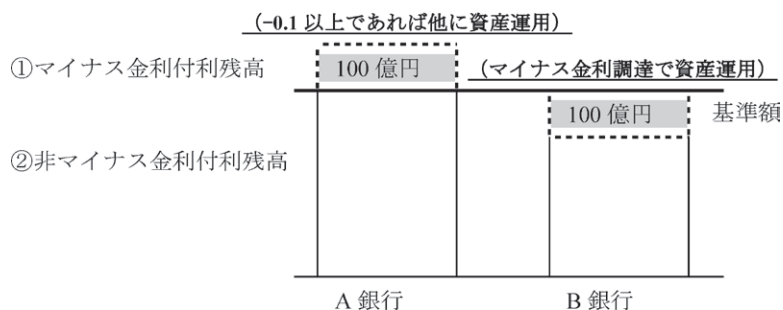 （-0.1 以上であれば他に資産運用）
①マイナス金利付利残高
100 億円
（マイナス金利調達で資産運用）
100 億円
基準額
②非マイナス金利付利残高
A 銀行
B 銀行